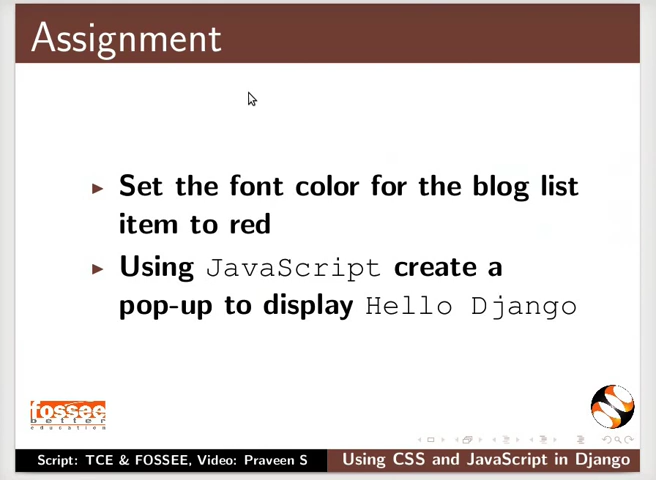 Assignment
Set the font color for the blog list
item to red
Using JavaScript create a
pop-up to display Hello Django
fossee
better
education
Script: TCE & FOSSEE, Video: Praveen S
Using CSS and JavaScript in Django